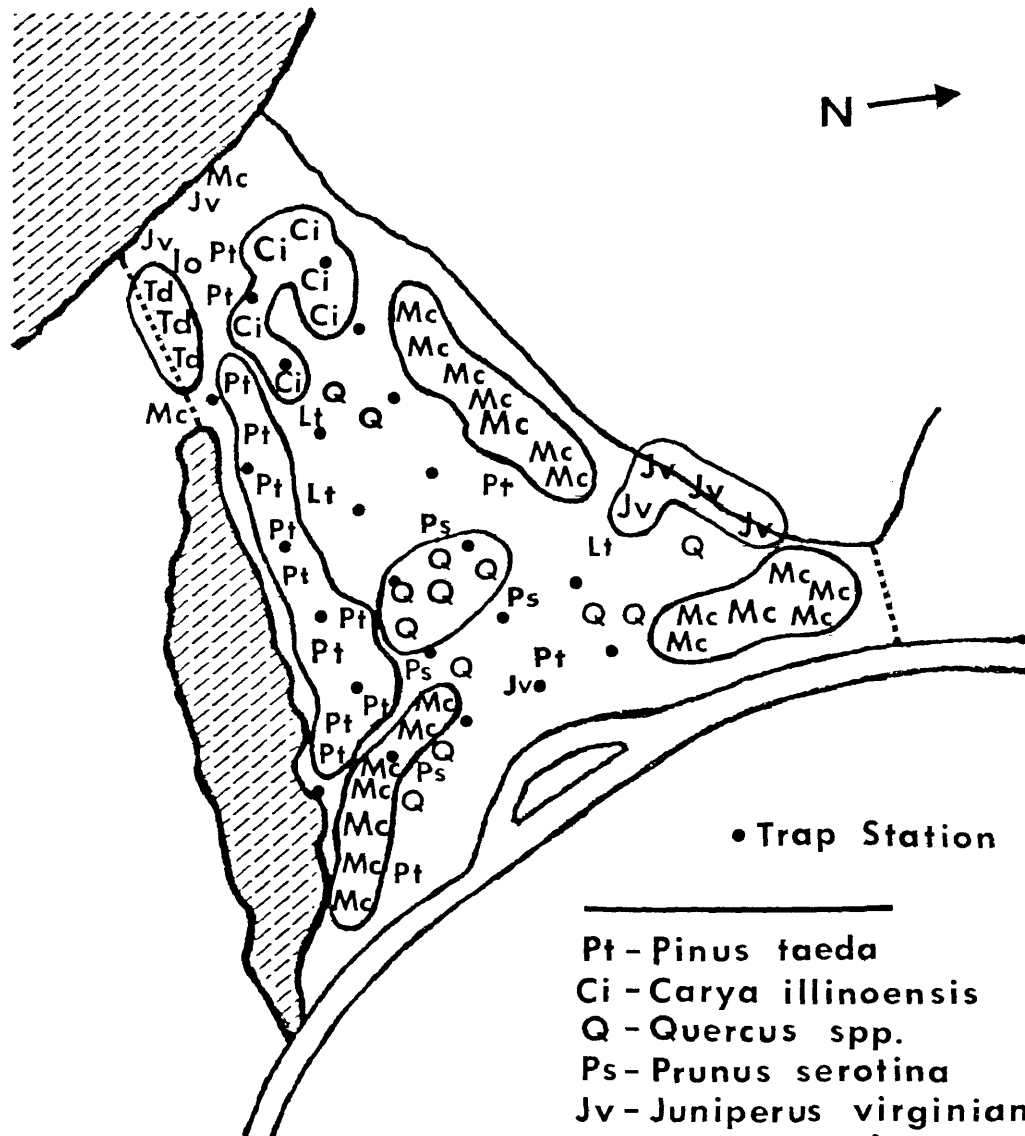 N
Mc
Jv
Jv Io Pt Ci Ci
Td Pt Ci
Td Ci Ci
Td Mc
Pt Ci Q Mc
Mc Lt Q Mc
Pt Mc
Mc
Pt Mc
Lt Pt Jv Jv
Pt Ps Jv Jv
Q Q Lt Q
Pt Q Q Ps Mc Mc
Pt Q Q Q Mc Mc Mc
Pt Ps Q Pt Mc
Pt Pt Mc Jv
Pt Mc Q
Mc Ps
Mc Q
Mc
Mc Pt
Mc
• Trap Station
Pt - Pinus taeda
Ci - Carya illinoensis
Q - Quercus spp.
Ps - Prunus serotina
Jv - Juniperus virginian